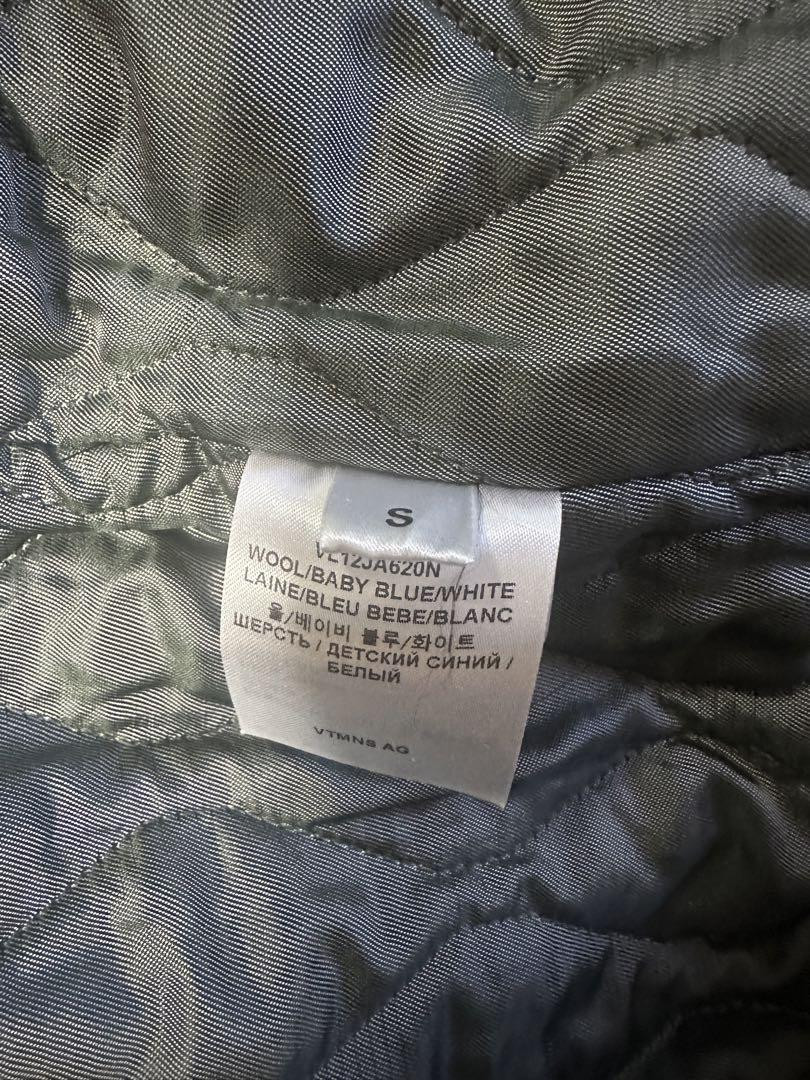 S
VL12JA620N
WOOL/BABY BLUE/WHITE
LAINE/BLEU BEBE/BLANC
울/베이비 블루/화이트
ШЕРСТЬ / ДЕТСКИЙ СИНИЙ /
БЕЛЫЙ
VTMNS AG